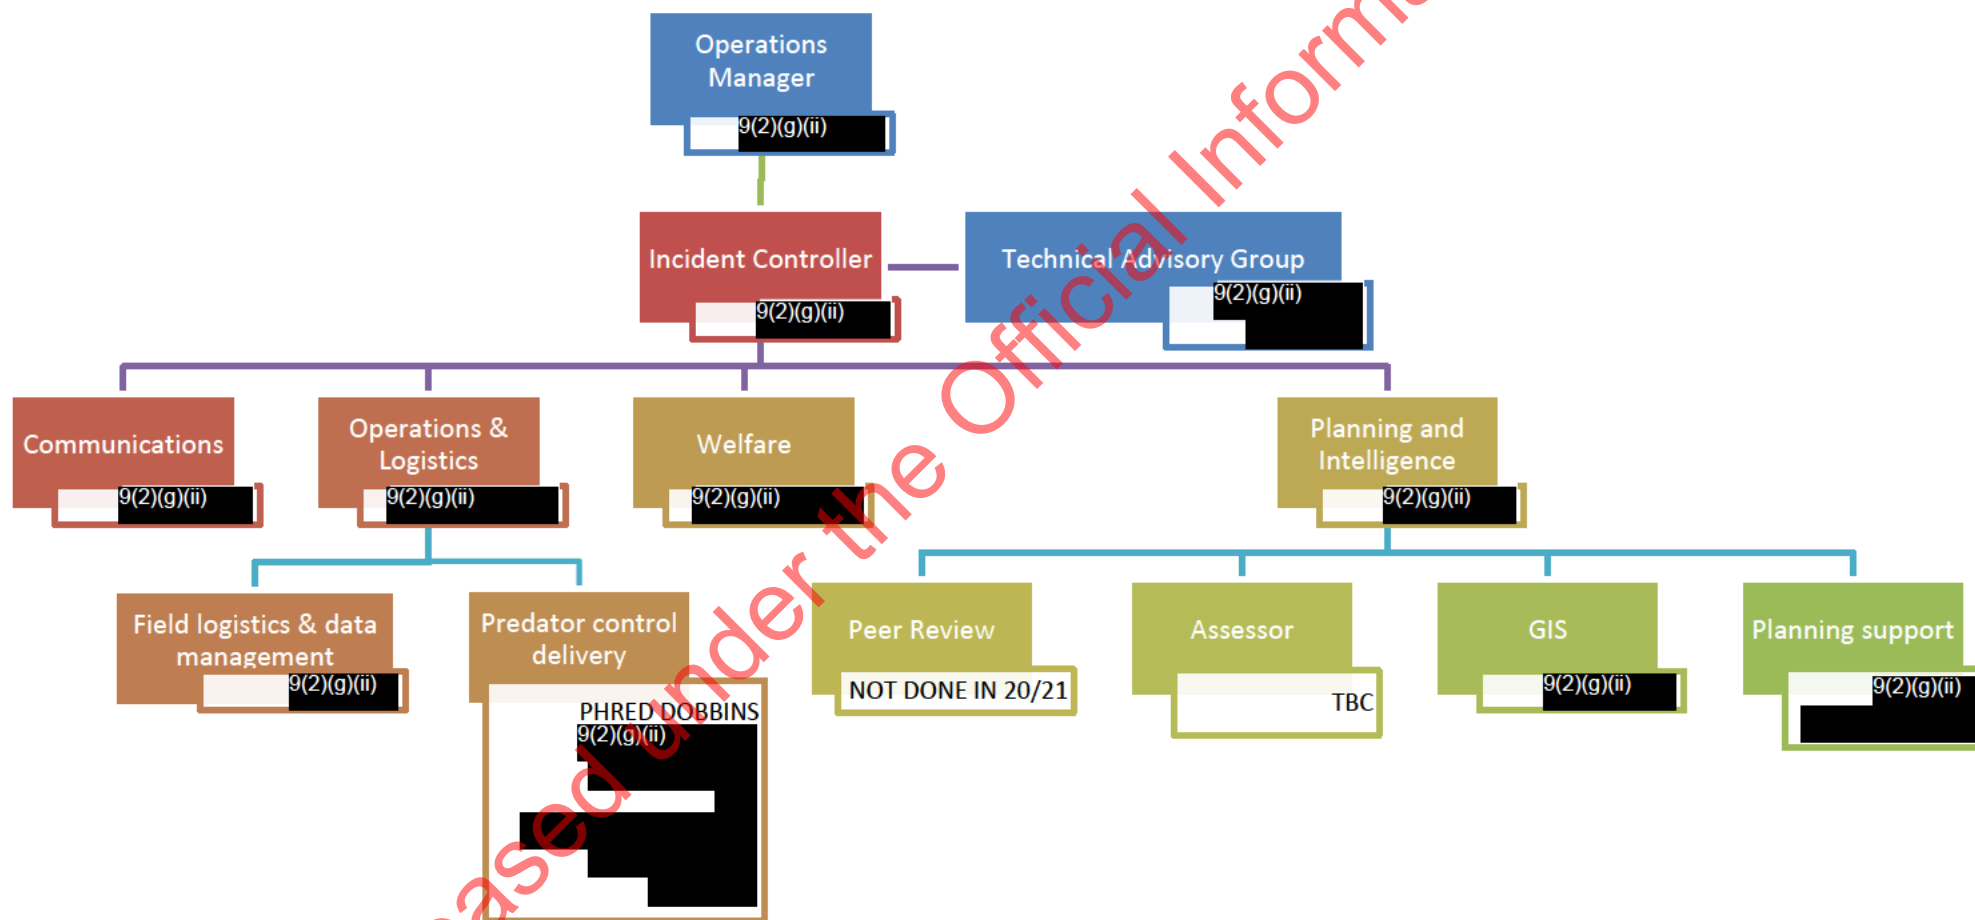 Operations
Manager
9(2)(g)(ii)
Incident Controller
9(2)(g)(ii)
Technical Advisory Group
9(2)(g)(ii)
Communications
9(2)(g)(ii)
Operations &
Logistics
9(2)(g)(ii)
Welfare
9(2)(g)(ii)
Planning and
Intelligence
9(2)(g)(ii)
Field logistics & data
management
9(2)(g)(ii)
Predator control
delivery
PHRED DOBBINS
9(2)(g)(ii)
Peer Review
NOT DONE IN 20/21
Assessor
TBC
GIS
9(2)(g)(ii)
Planning support
9(2)(g)(ii)
under the Official